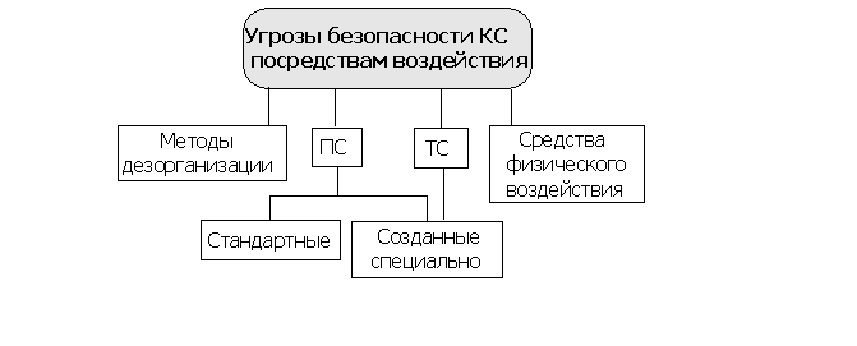 Угрозы безопасности КС
посредствам воздействия
Методы
дезорганизации
ПС
ТС
Средства
физического
воздействия
Стандартные
Созданные
специально